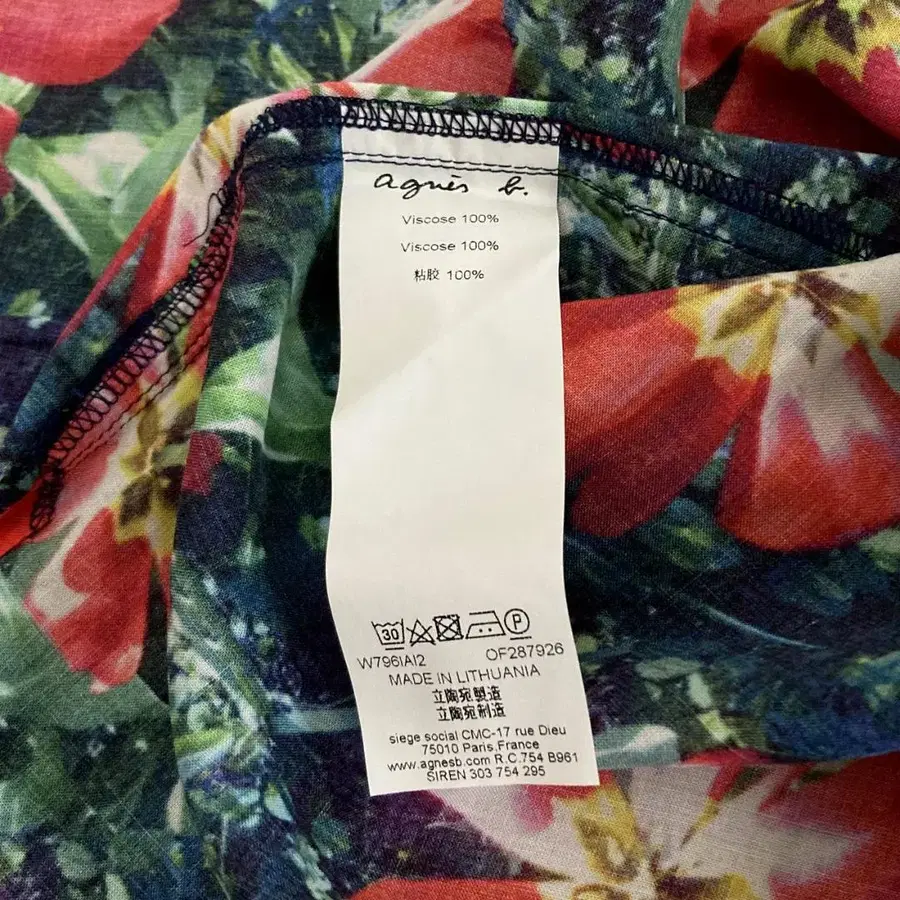 agnès b.
Viscose 100%
Viscose 100%
粘胶 100%
30 P
W796IAI2 OF287926
MADE IN LITHUANIA
立陶宛製造
立陶宛制造
siege social CMC-17 rue Dieu
75010 Paris,France
www.agnesb.com R.C.754 B961
SIREN 303 754 295